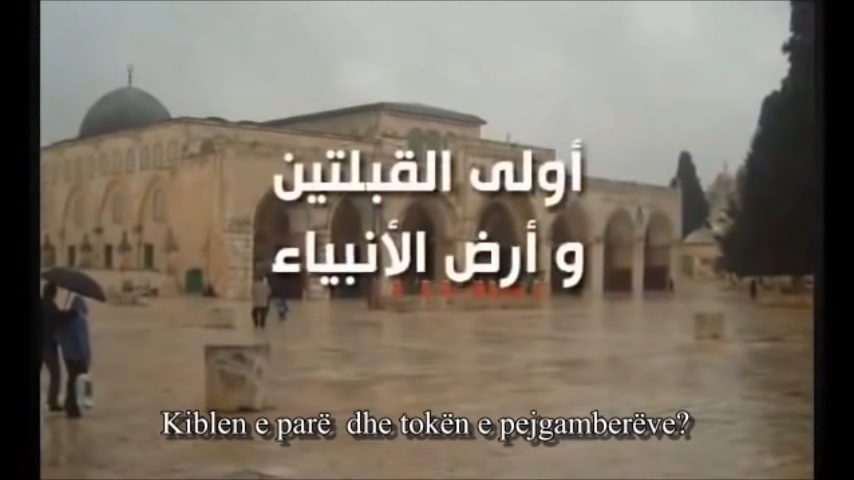 أولى القبلتين
و أرض الأنبياء
Kiblen e parë dhe tokën e pejgamberëve?